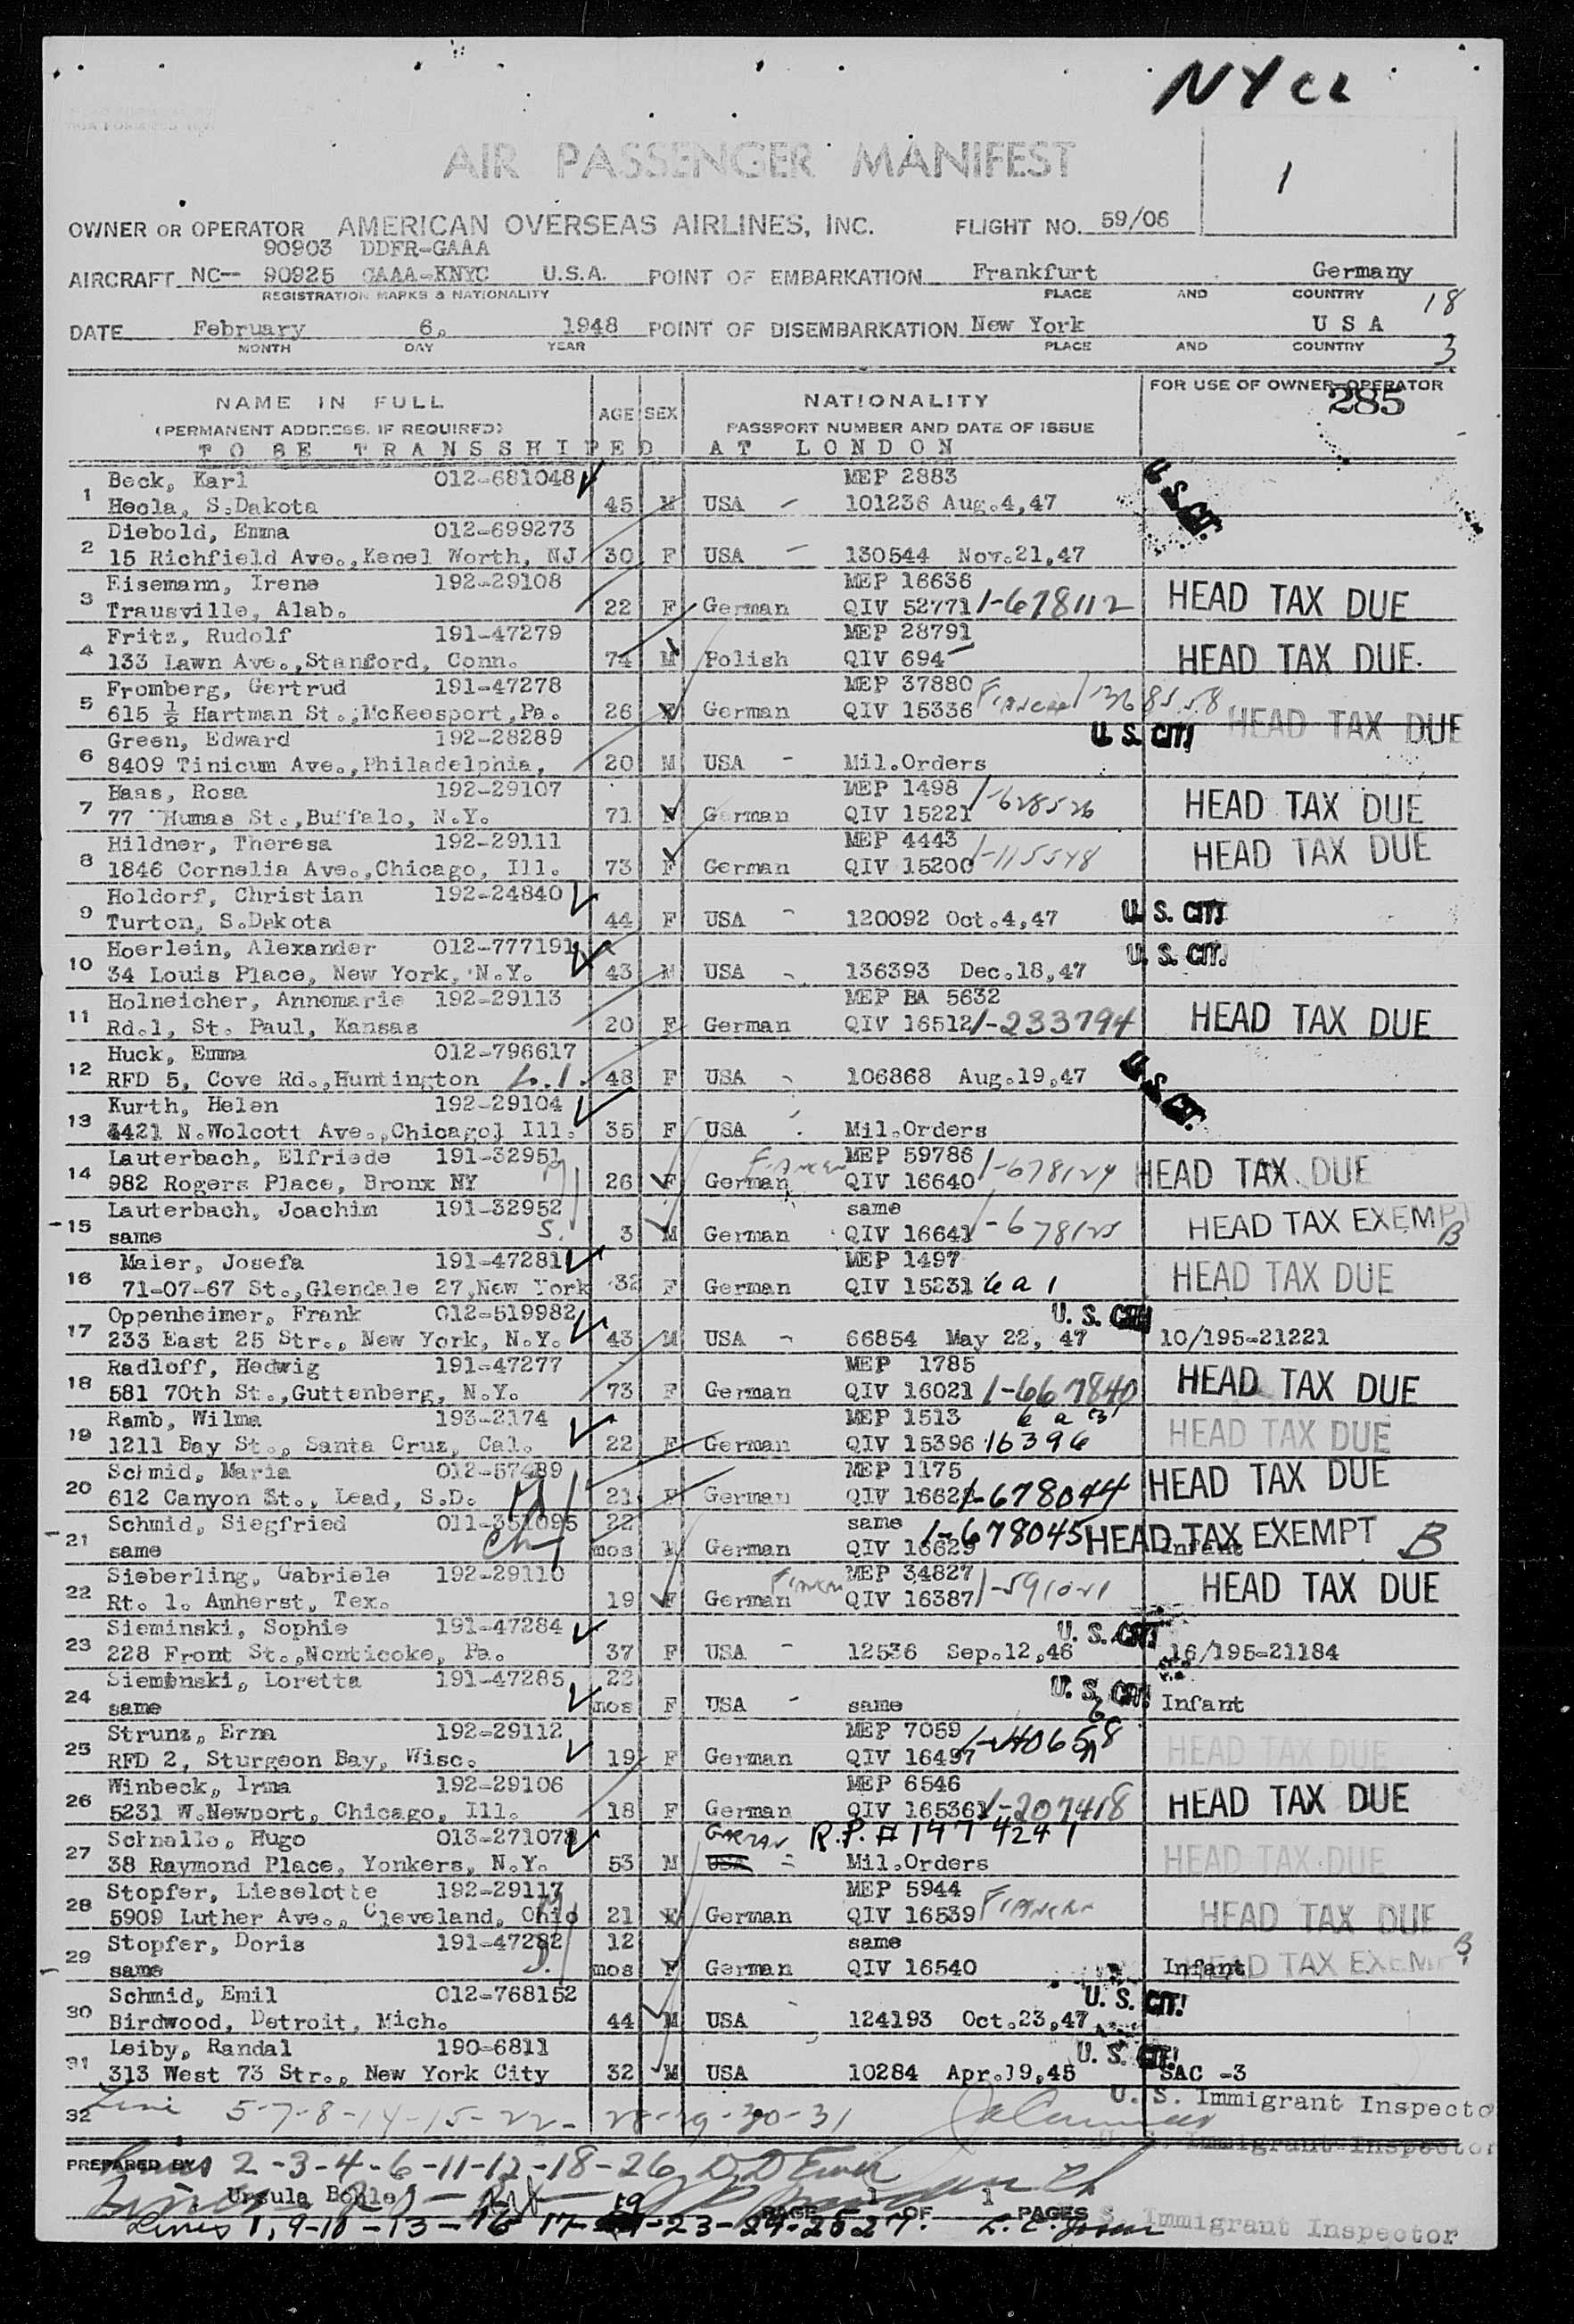 NYC
AIR PASSENGER MANIFEST
1
OWNER OR OPERATOR AMERICAN OVERSEAS AIRLINES, INC. FLIGHT NO. 59/06
90903 DDFR-GAAA
AIRCRAFT NC-- 90925 GAAA-KNYC U.S.A. POINT OF EMBARKATION Frankfurt Germany
REGISTRATION MARKS & NATIONALITY PLACE AND COUNTRY
18
DATE February 6, 1948 POINT OF DISEMBARKATION New York U S A
MONTH DAY YEAR PLACE AND COUNTRY
3
NAME IN FULL AGE SEX NATIONALITY FOR USE OF OWNER-OPERATOR
285
(PERMANENT ADDRESS, IF REQUIRED) PASSPORT NUMBER AND DATE OF ISSUE
TO BE TRANSSHIPED AT LONDON
Beck, Karl 012-681048 MEP 2883
1 Hecla, S.Dakota 45 M USA - 101236 Aug.4,47 U.S.CIT.
Diebold, Emma 012-699273
2 15 Richfield Ave.,Kenel Worth, NJ 30 F USA - 130544 Nov.21,47
Eisemann, Irene 192-29108 MEP 16636
3 Trausville, Alab. 22 F German QIV 52771 1-678112 HEAD TAX DUE
Fritz, Rudolf 191-47279 MEP 28791
4 133 Lawn Ave.,Stamford, Conn. 74 M Polish QIV 694 HEAD TAX DUE
Fromberg, Gertrud 191-47278 MEP 37880
5 615 ½ Hartman St.,McKeesport,Pa. 26 F German QIV 15336 HEAD TAX DUE
Green, Edward 192-28289 U.S.CIT!
6 8409 Tinicum Ave.,Philadelphia, 20 M USA - Mil.Orders
Haas, Rosa 192-29107 MEP 1498
7 77 Humas St.,Buffalo, N.Y. 71 F German QIV 15221 1-628526 HEAD TAX DUE
Hildner, Theresa 192-29111 MEP 4443
8 1846 Cornelia Ave.,Chicago, Ill. 73 F German QIV 15200 1-115548 HEAD TAX DUE
Holdorf, Christian 192-24840
9 Turton, S.Dakota 44 F USA - 120092 Oct.4,47 U.S.CIT!
Hoerlein, Alexander 012-777191 U.S.CIT!
10 34 Louis Place, New York, N.Y. 43 M USA - 136393 Dec.18,47
Holneicher, Annemarie 192-29113 MEP BA 5632
11 Rd.1, St. Paul, Kansas 20 F German QIV 16512 1-233794 HEAD TAX DUE
Huck, Emma 012-796617
12 RFD 5, Cove Rd.,Huntington L.I. 48 F USA - 106868 Aug.19,47 U.S.CIT.
Kurth, Helen 192-29104
13 4421 N.Wolcott Ave.,Chicago] Ill. 35 F USA Mil.Orders
Lauterbach, Elfriede 191-32951 MEP 59786
14 982 Rogers Place, Bronx NY 26 F German QIV 16640 1-678124 HEAD TAX DUE
Lauterbach, Joachim 191-32952 same
15 same 3 M German QIV 16641 1-678125 HEAD TAX EXEMPT B
Maier, Josefa 191-47281 MEP 1497
16 71-07-67 St.,Glendale 27,New York 32 F German QIV 15231 6a1 HEAD TAX DUE
Oppenheimer, Frank 012-519982 U.S.CIT!
17 233 East 25 Str., New York, N.Y. 43 M USA - 66854 May 22, 47 10/195-21221
Radloff, Hedwig 191-47277 MEP 1785
18 581 70th St.,Guttenberg, N.Y. 73 F German QIV 16021 1-667840 HEAD TAX DUE
Ramb, Wilma 193-2174 MEP 1513 6 a 3
19 1211 Bay St., Santa Cruz, Cal. 22 F German QIV 15396 16396 HEAD TAX DUE
Schmid, Maria 012-57489 MEP 1175
20 612 Canyon St., Lead, S.D. 21 F German QIV 16628 1-678044 HEAD TAX DUE
Schmid, Siegfried 011-351095 22 same
21 same mos M German QIV 16629 1-678045 HEAD TAX EXEMPT Infant B
Sieberling, Gabriele 192-29110 MEP 34827
22 Rt. 1. Amherst, Tex. 19 F German QIV 16387 1-591021 HEAD TAX DUE
Sieminski, Sophie 191-47284 U.S.CIT!
23 228 Front St.,Nonticoke, Pa. 37 F USA - 12536 Sep.12,46 16/195-21184
Sieminski, Loretta 191-47285 22 U.S.CIT!
24 same mos F USA - same Infant
Strunz, Erna 192-29112 MEP 7059
25 RFD 2, Sturgeon Bay, Wisc. 19 F German QIV 16497 HEAD TAX DUE
Winbeck, Irma 192-29106 MEP 6546
26 5231 W.Newport, Chicago, Ill. 18 F German QIV 16536 1-207418 HEAD TAX DUE
Schnalle, Hugo 013-271078 German R.P.# 1474241
27 38 Raymond Place, Yonkers, N.Y. 53 M USA Mil.Orders HEAD TAX DUE
Stopfer, Lieselotte 192-29117 MEP 5944
28 5909 Luther Ave., Cleveland, Ohio 21 F German QIV 16539 HEAD TAX DUE
Stopfer, Doris 191-47282 12 same
29 same mos F German QIV 16540 Infant HEAD TAX EXEMPT B
Schmid, Emil 012-768152 U.S.CIT!
30 Birdwood, Detroit, Mich. 44 M USA - 124193 Oct.23,47
Leiby, Randal 190-6811 U.S.CIT!
31 313 West 73 Str., New York City 32 M USA 10284 Apr.19,45 SAC -3
U. S. Immigrant Inspector
32 Line 5-7-8-14-15-22-28-29-30-31
U. S. Immigrant Inspector
PREPARED BY Lines 2-3-4-6-11-12-18-26
Ursula Bohle PAGE 1 OF 1 PAGES
S. Immigrant Inspector
Lines 1, 9-10-13-16-17-19-23-24-25 27.